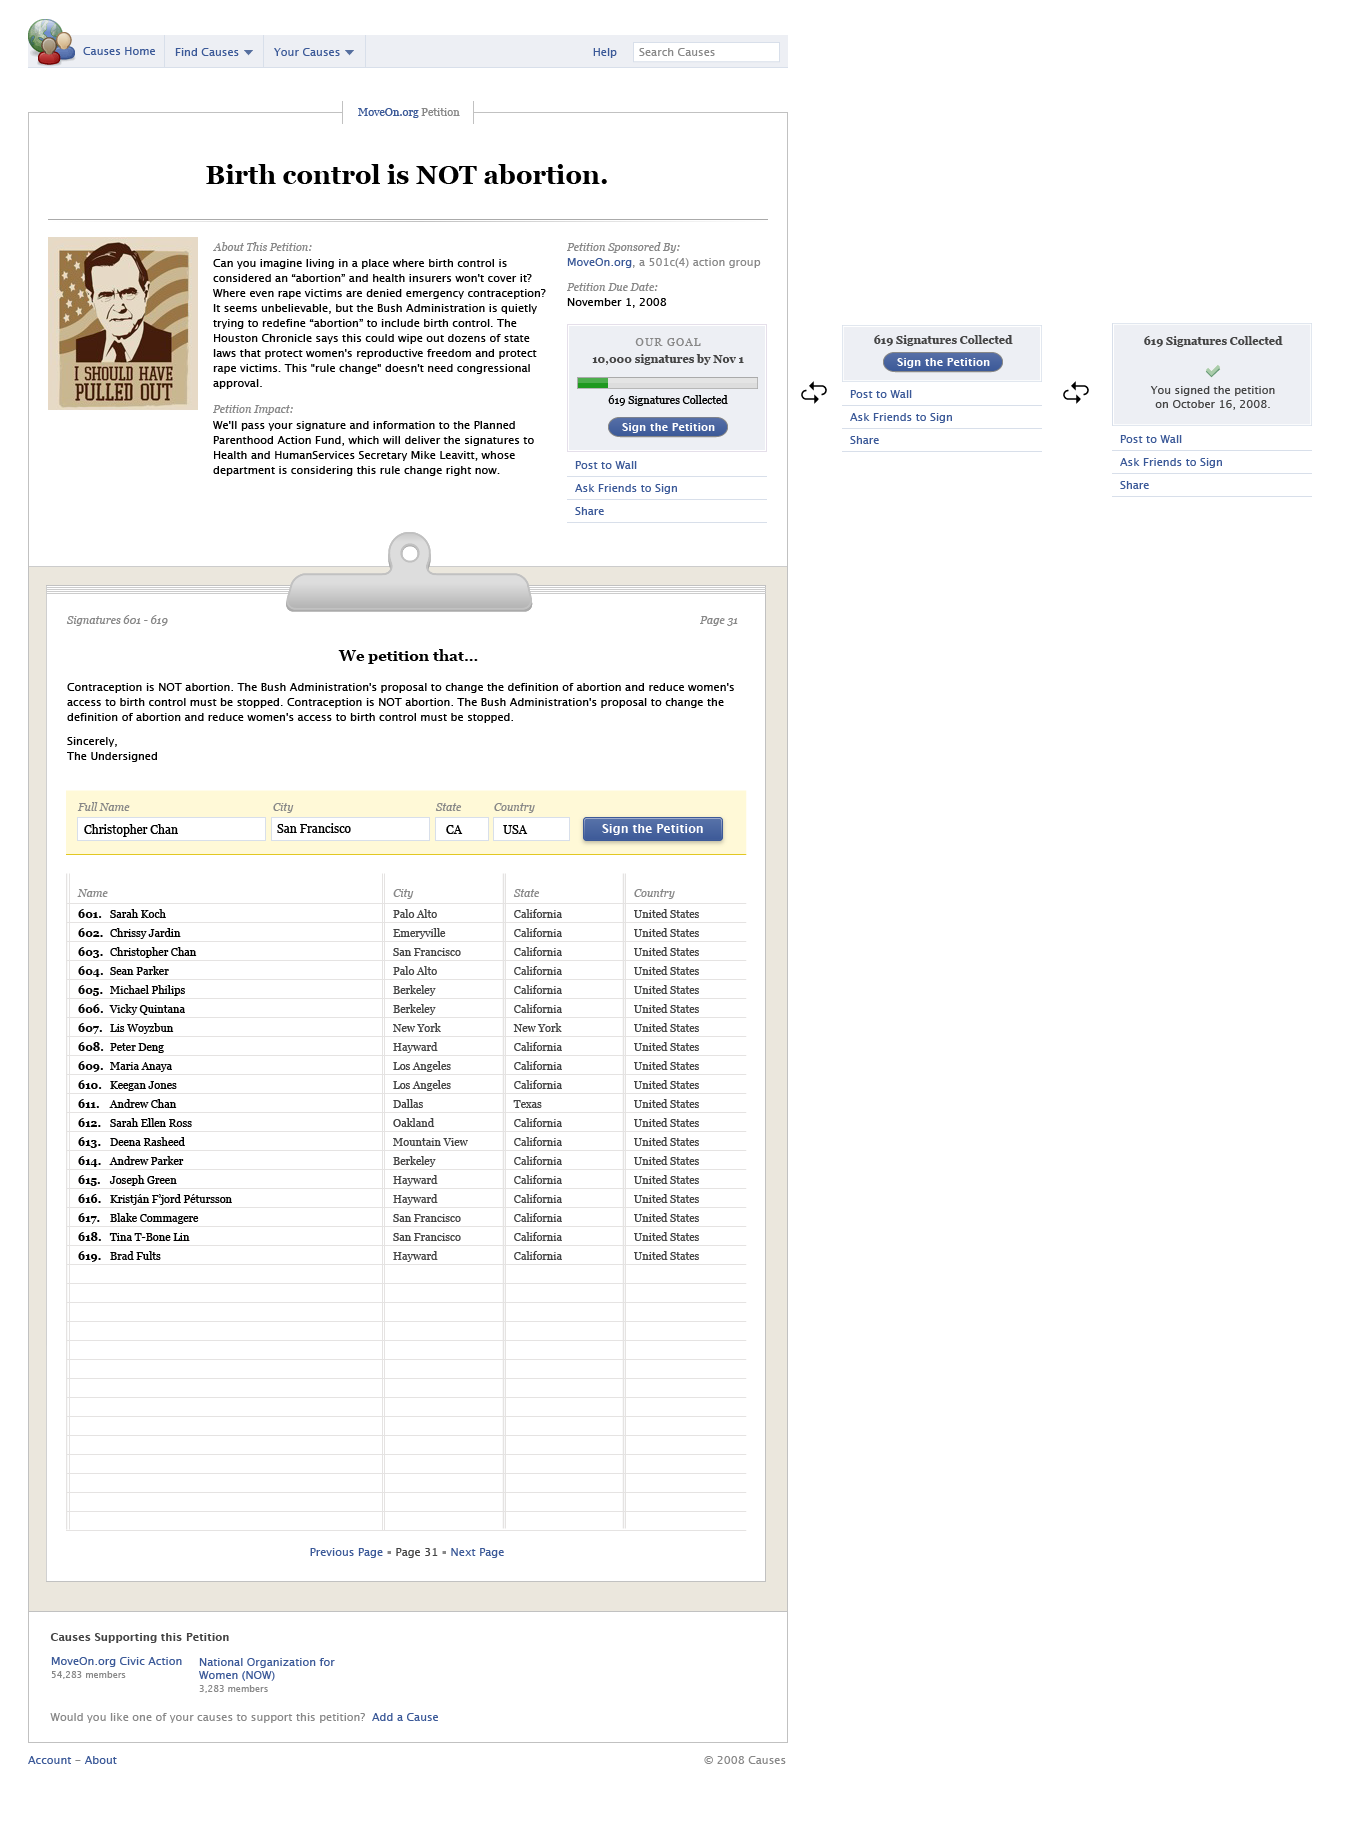 Causes Home
Find Causes
Your Causes
Help
Search Causes
MoveOn.org Petition
Birth control is NOT abortion.
I SHOULD HAVE
PULLED OUT
About This Petition:
Can you imagine living in a place where birth control is
considered an “abortion” and health insurers won't cover it?
Where even rape victims are denied emergency contraception?
It seems unbelievable, but the Bush Administration is quietly
trying to redefine “abortion” to include birth control. The
Houston Chronicle says this could wipe out dozens of state
laws that protect women's reproductive freedom and protect
rape victims. This "rule change" doesn't need congressional
approval.
Petition Impact:
We'll pass your signature and information to the Planned
Parenthood Action Fund, which will deliver the signatures to
Health and HumanServices Secretary Mike Leavitt, whose
department is considering this rule change right now.
Petition Sponsored By:
MoveOn.org, a 501c(4) action group
Petition Due Date:
November 1, 2008
OUR GOAL
10,000 signatures by Nov 1
619 Signatures Collected
Sign the Petition
Post to Wall
Ask Friends to Sign
Share
619 Signatures Collected
Sign the Petition
Post to Wall
Ask Friends to Sign
Share
619 Signatures Collected
You signed the petition
on October 16, 2008.
Post to Wall
Ask Friends to Sign
Share
Signatures 601 - 619
Page 31
We petition that...
Contraception is NOT abortion. The Bush Administration's proposal to change the definition of abortion and reduce women's
access to birth control must be stopped. Contraception is NOT abortion. The Bush Administration's proposal to change the
definition of abortion and reduce women's access to birth control must be stopped.
Sincerely,
The Undersigned
Full Name City State Country
Christopher Chan San Francisco CA USA Sign the Petition
Name City State Country
601. Sarah Koch Palo Alto California United States
602. Chrissy Jardin Emeryville California United States
603. Christopher Chan San Francisco California United States
604. Sean Parker Palo Alto California United States
605. Michael Philips Berkeley California United States
606. Vicky Quintana Berkeley California United States
607. Lis Woyzbun New York New York United States
608. Peter Deng Hayward California United States
609. Maria Anaya Los Angeles California United States
610. Keegan Jones Los Angeles California United States
611. Andrew Chan Dallas Texas United States
612. Sarah Ellen Ross Oakland California United States
613. Deena Rasheed Mountain View California United States
614. Andrew Parker Berkeley California United States
615. Joseph Green Hayward California United States
616. Kristján F'jord Pétursson Hayward California United States
617. Blake Commagere San Francisco California United States
618. Tina T-Bone Lin San Francisco California United States
619. Brad Fults Hayward California United States
Previous Page • Page 31 • Next Page
Causes Supporting this Petition
MoveOn.org Civic Action
54,283 members
National Organization for
Women (NOW)
3,283 members
Would you like one of your causes to support this petition? Add a Cause
Account – About
© 2008 Causes